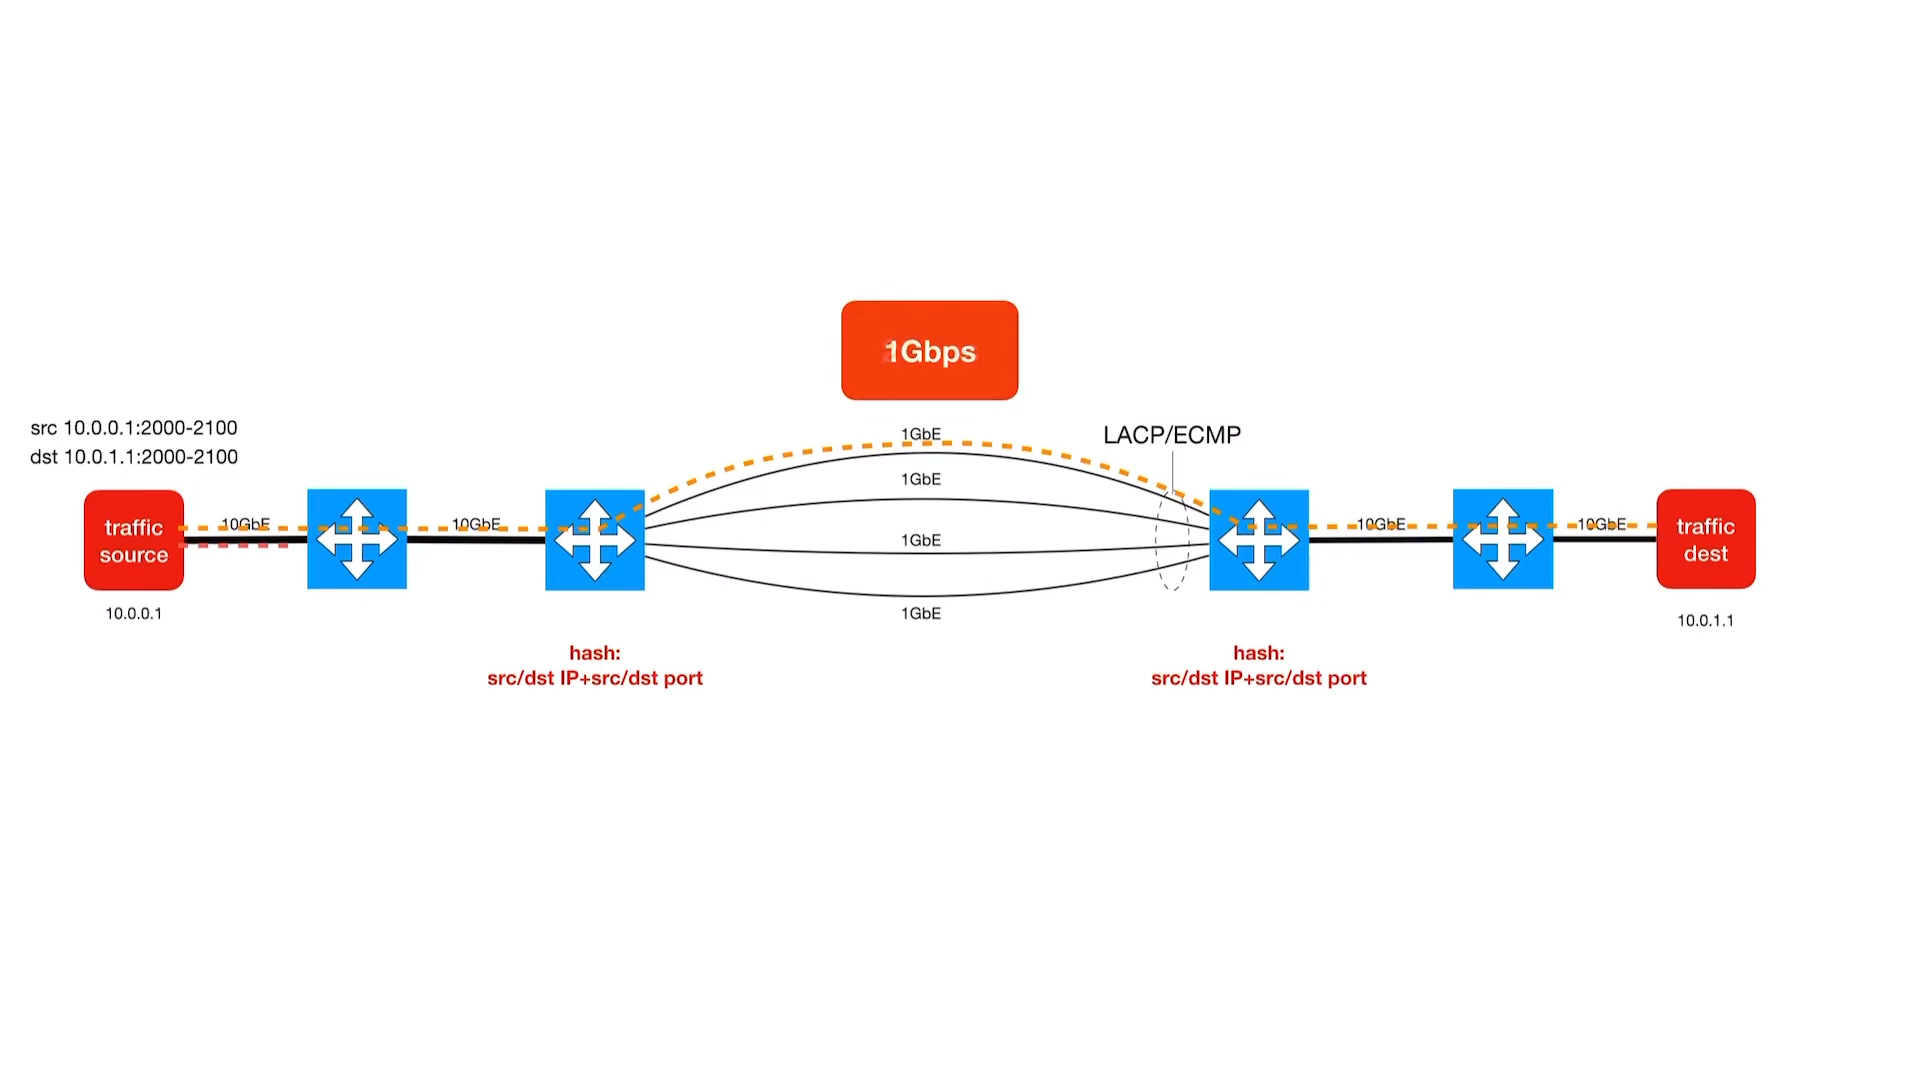 1Gbps
src 10.0.0.1:2000-2100
dst 10.0.1.1:2000-2100
1GbE
LACP/ECMP
1GbE
traffic
source
10GbE
10GbE
1GbE
10GbE
10GbE
traffic
dest
10.0.0.1
1GbE
10.0.1.1
hash:
src/dst IP+src/dst port
hash:
src/dst IP+src/dst port